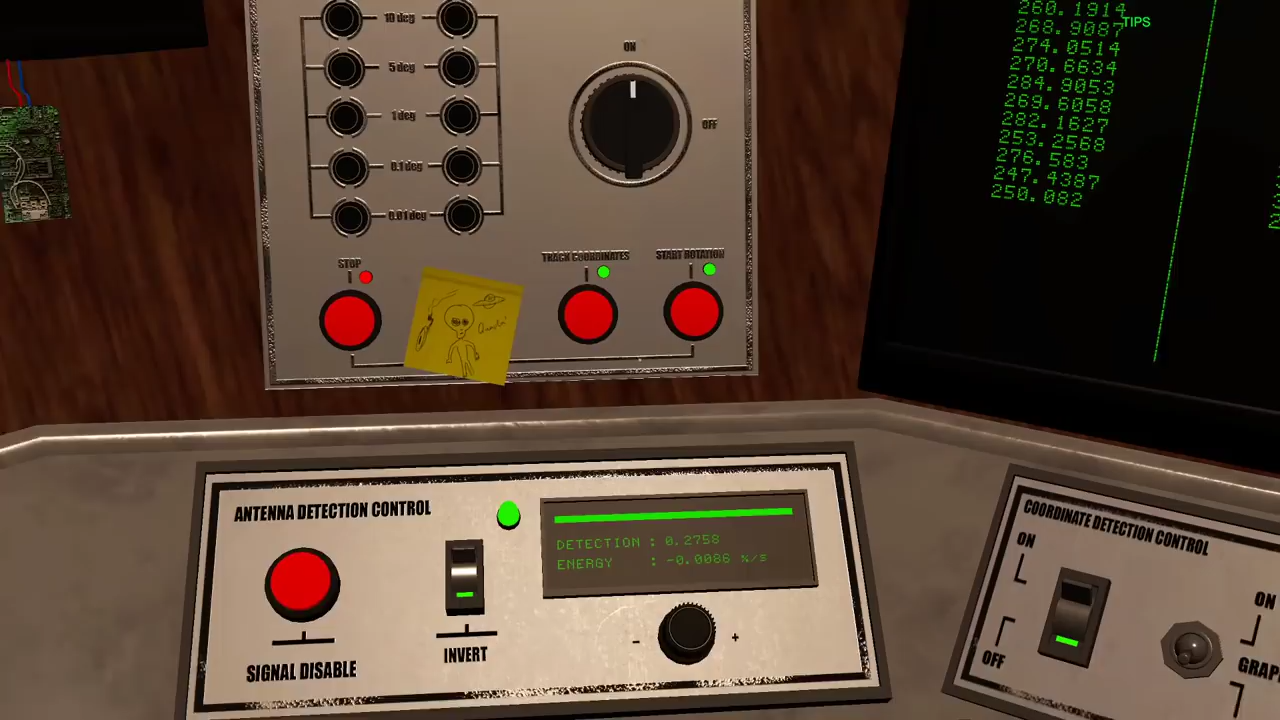 10 deg
5 deg
1 deg
0.1 deg
0.01 deg
ON
OFF
STOP
TRACK COORDINATES
START ROTATION
TIPS
260.1914
268.9087
274.0514
270.6634
284.9053
269.6058
282.1627
253.2568
276.583
247.4387
250.082
ANTENNA DETECTION CONTROL
SIGNAL DISABLE
INVERT
DETECTION : 0.2758
ENERGY : -0.0086 %/S
- +
COORDINATE DETECTION CONTROL
ON
OFF
ON